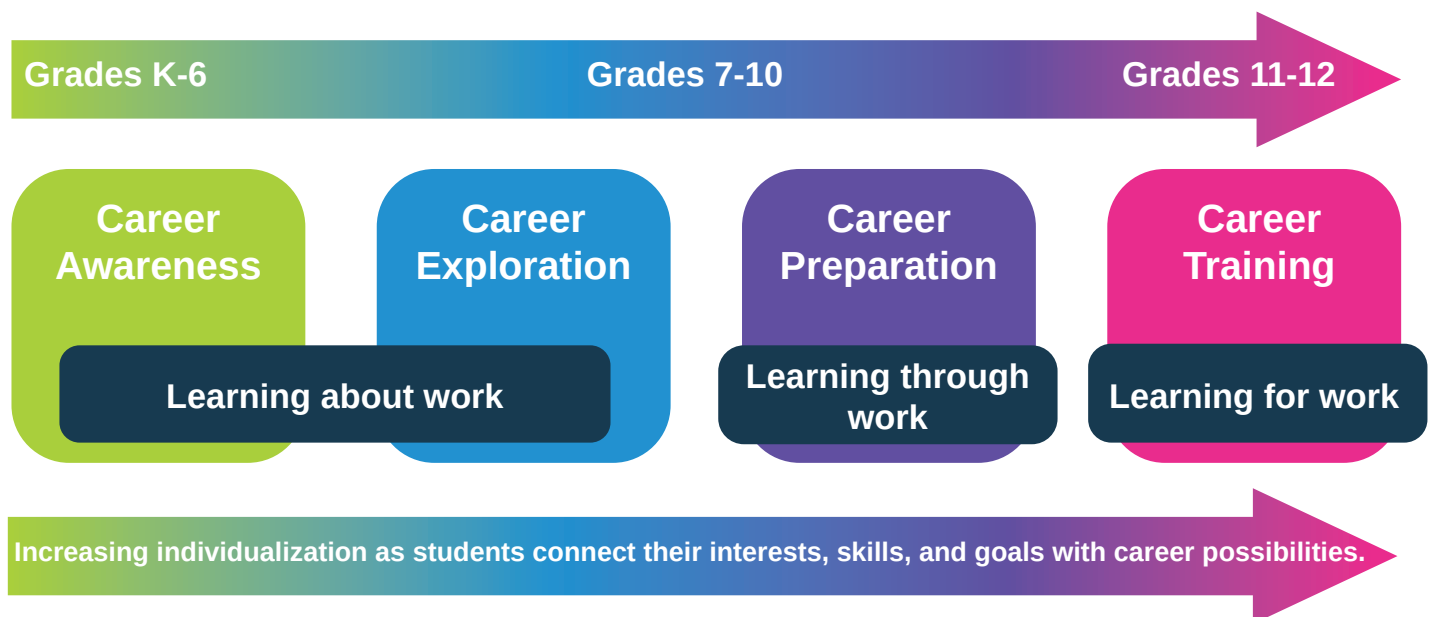 Grades K-6
Grades 7-10
Grades 11-12
Career
Awareness
Career
Exploration
Career
Preparation
Career
Training
Learning about work
Learning through
work
Learning for work
Increasing individualization as students connect their interests, skills, and goals with career possibilities.